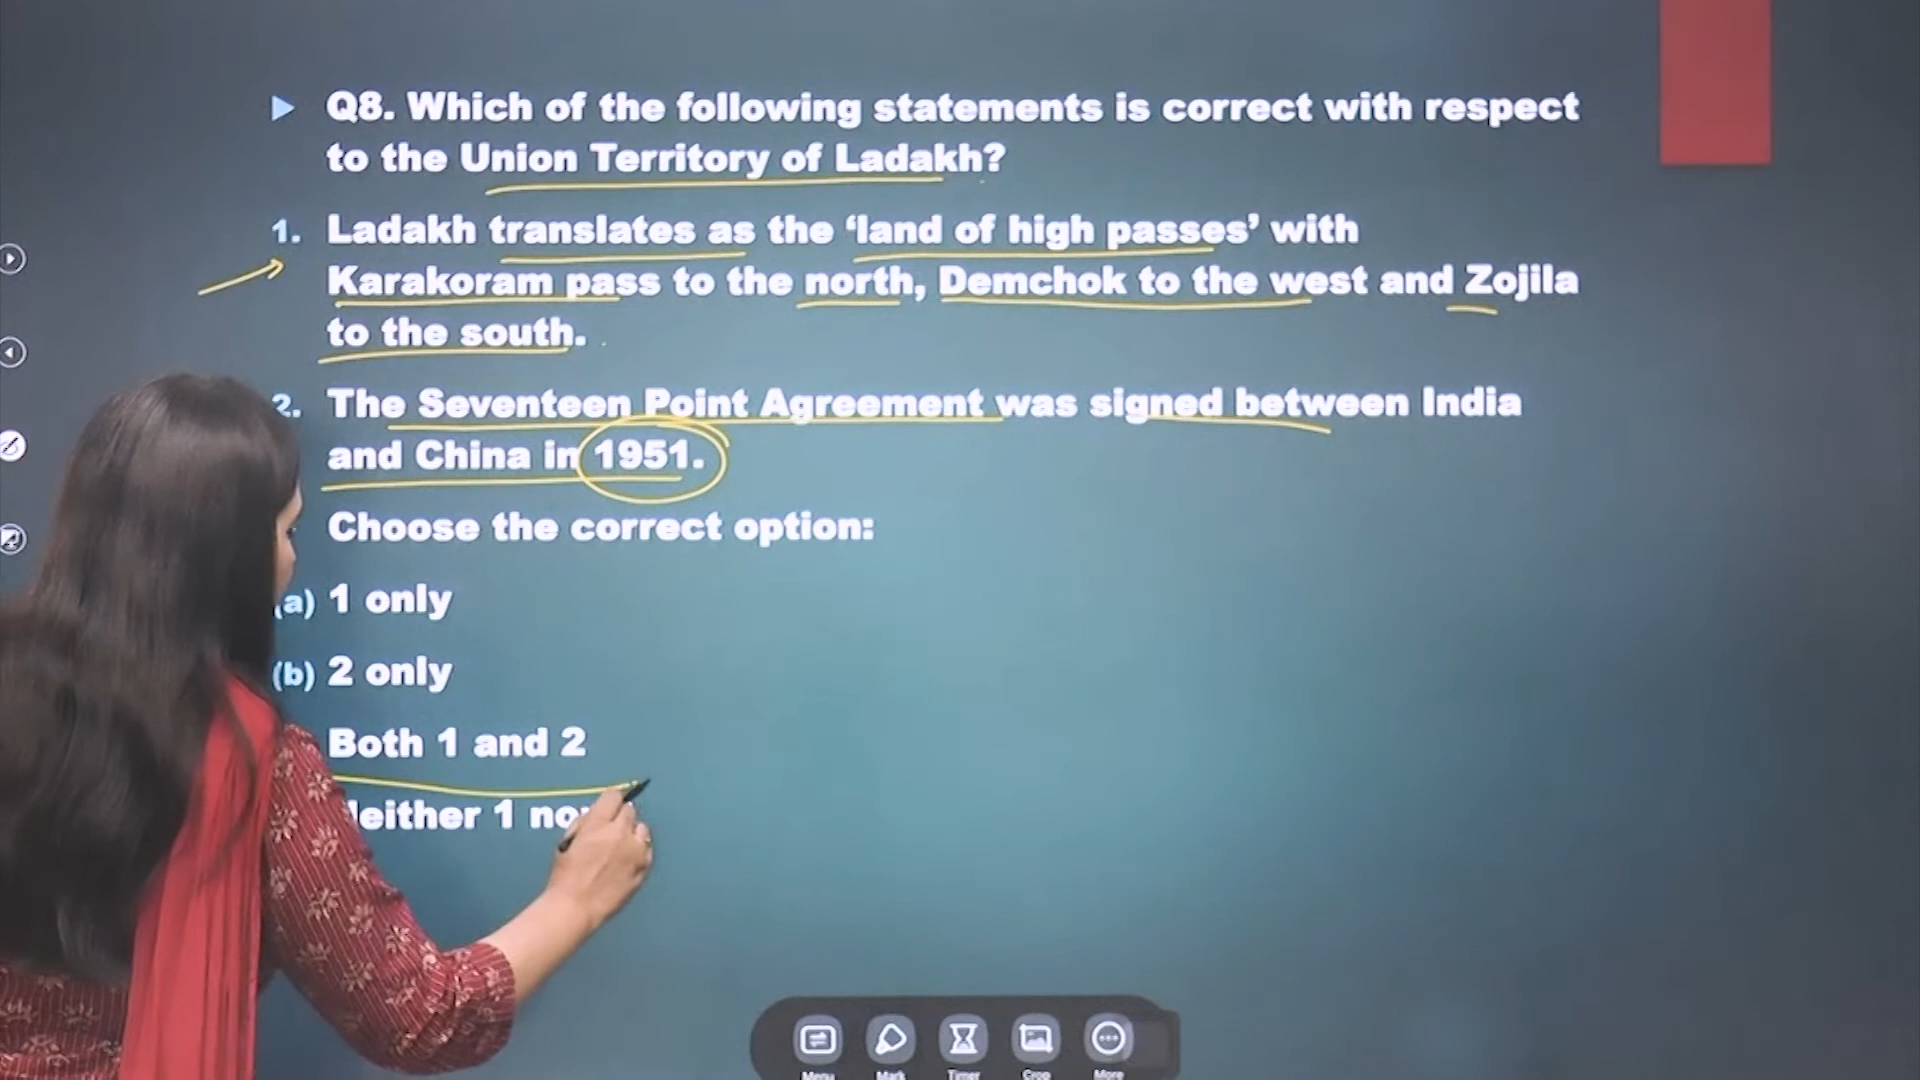 Q8. Which of the following statements is correct with respect
to the Union Territory of Ladakh?
1. Ladakh translates as the ‘land of high passes’ with
Karakoram pass to the north, Demchok to the west and Zojila
to the south.
2. The Seventeen Point Agreement was signed between India
and China in 1951.
Choose the correct option:
(a) 1 only
(b) 2 only
Both 1 and 2
Neither 1 nor
Menu Mark Timer Crop More